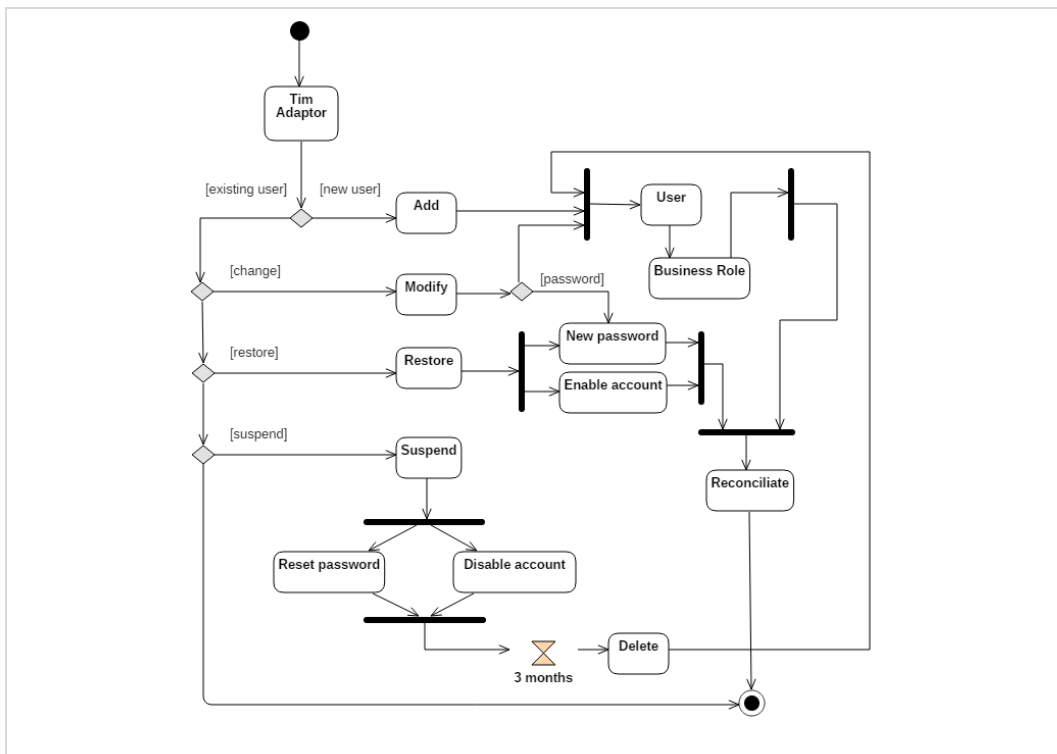 Tim
Adaptor
[existing user]
[new user]
Add
User
[change]
Modify
[password]
Business Role
[restore]
Restore
New password
Enable account
[suspend]
Suspend
Reconciliate
Reset password
Disable account
Delete
3 months